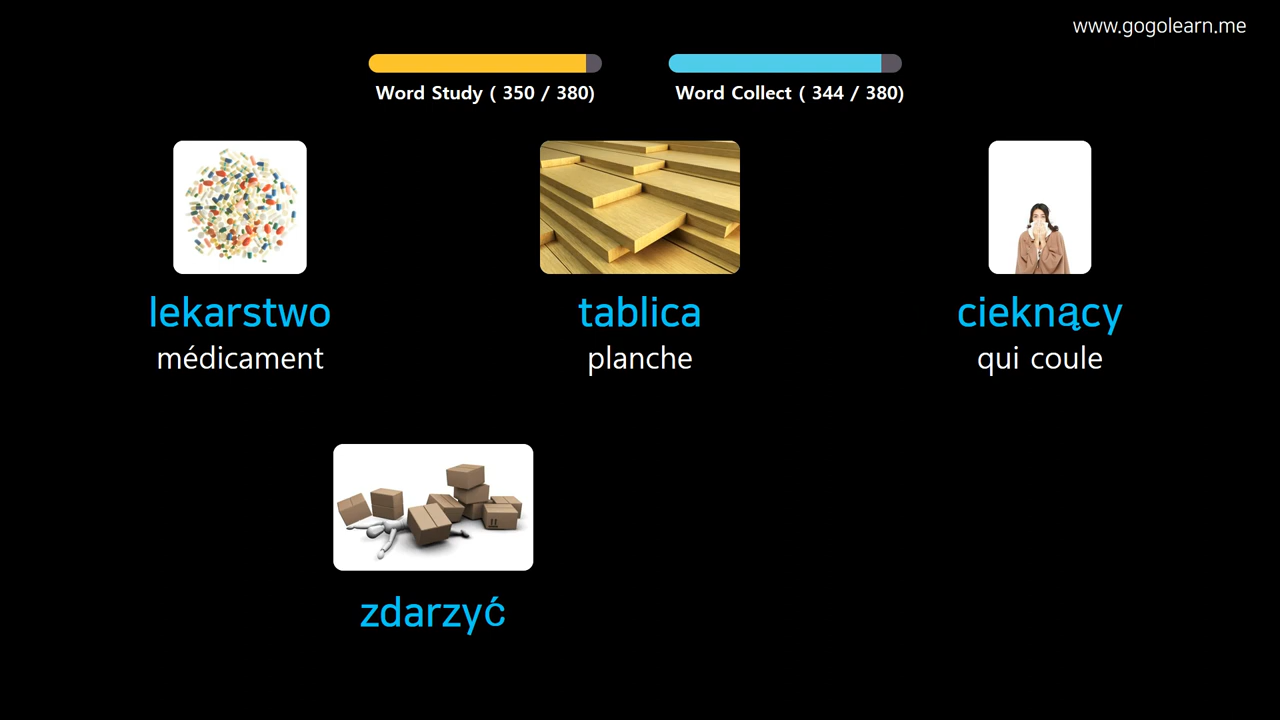 www.gogolearn.me
Word Study ( 350 / 380)
Word Collect ( 344 / 380)
lekarstwo
médicament
tablica
planche
cieknący
qui coule
zdarzyć